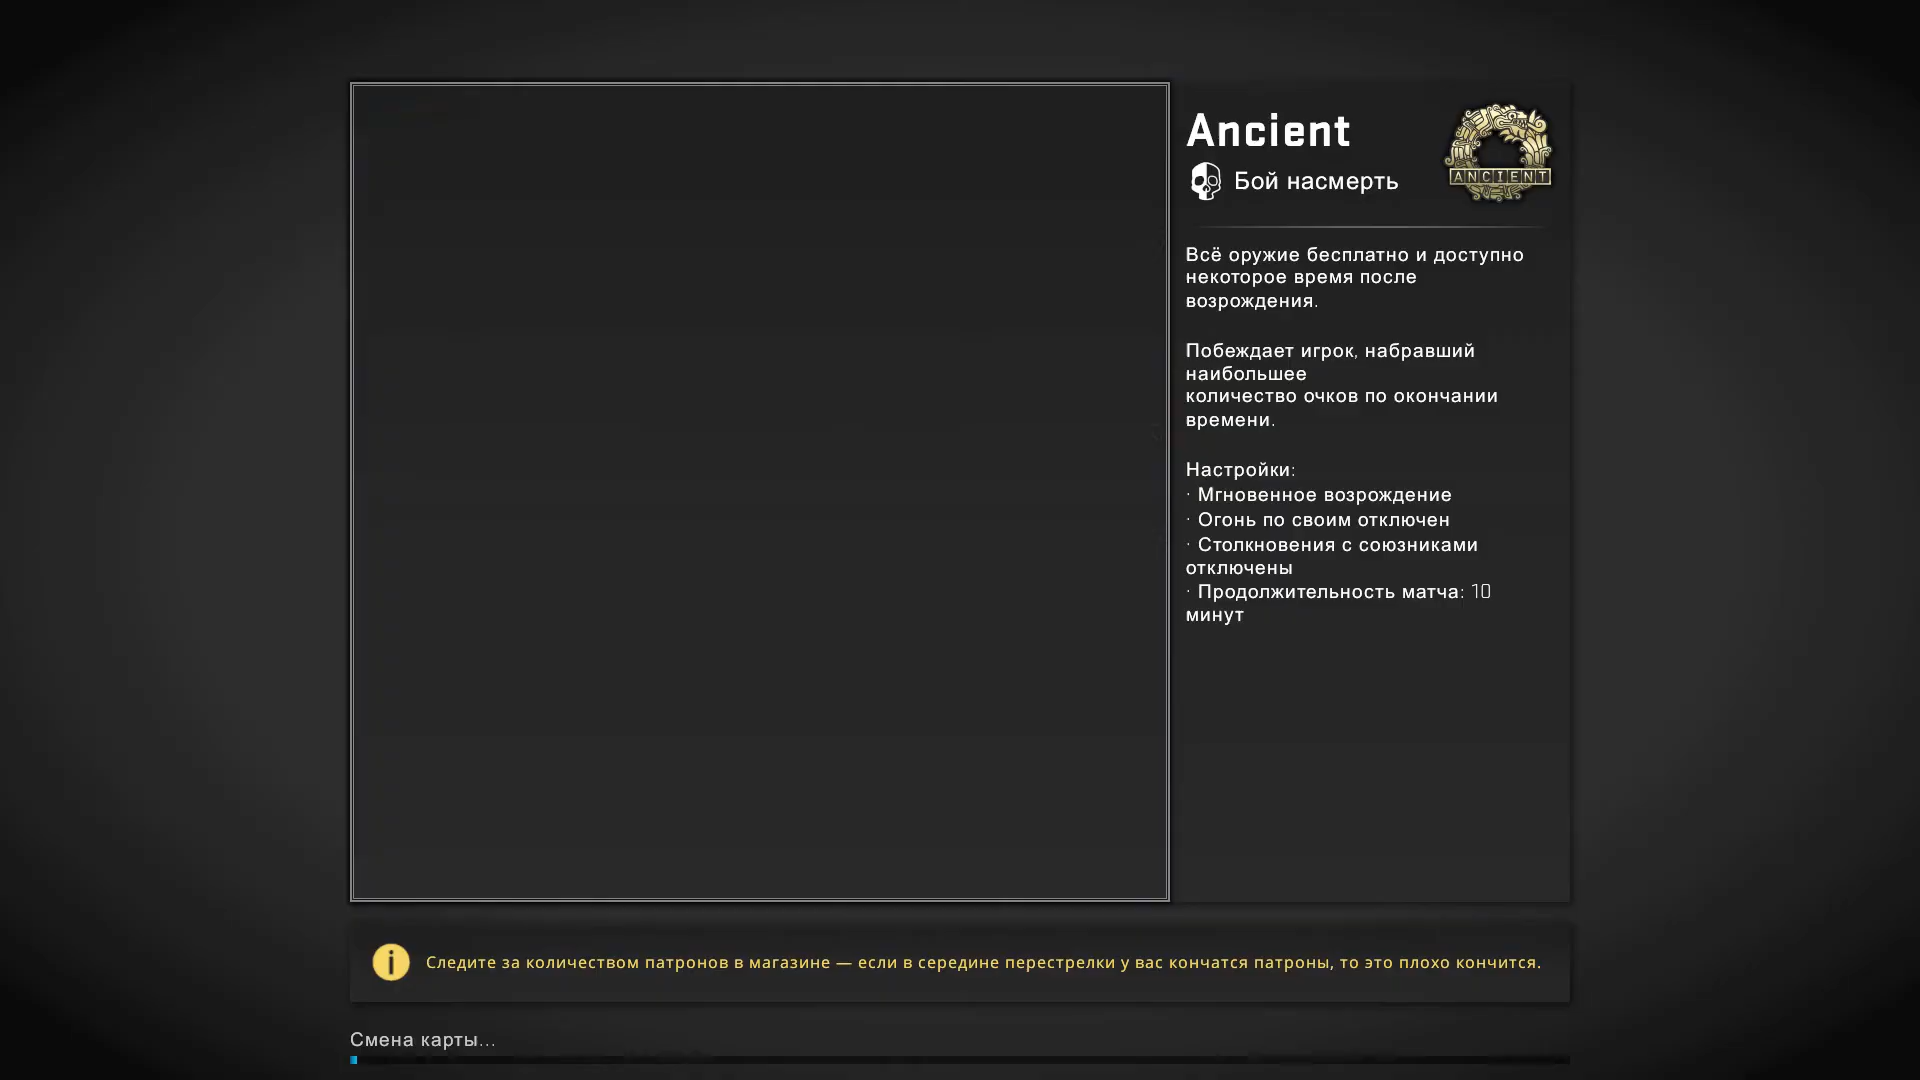 Ancient
Бой насмерть
ANCIENT
Всё оружие бесплатно и доступно
некоторое время после
возрождения.
Побеждает игрок, набравший
наибольшее
количество очков по окончании
времени.
Настройки:
· Мгновенное возрождение
· Огонь по своим отключен
· Столкновения с союзниками
отключены
· Продолжительность матча: 10
минут
Следите за количеством патронов в магазине — если в середине перестрелки у вас кончатся патроны, то это плохо кончится.
Смена карты...